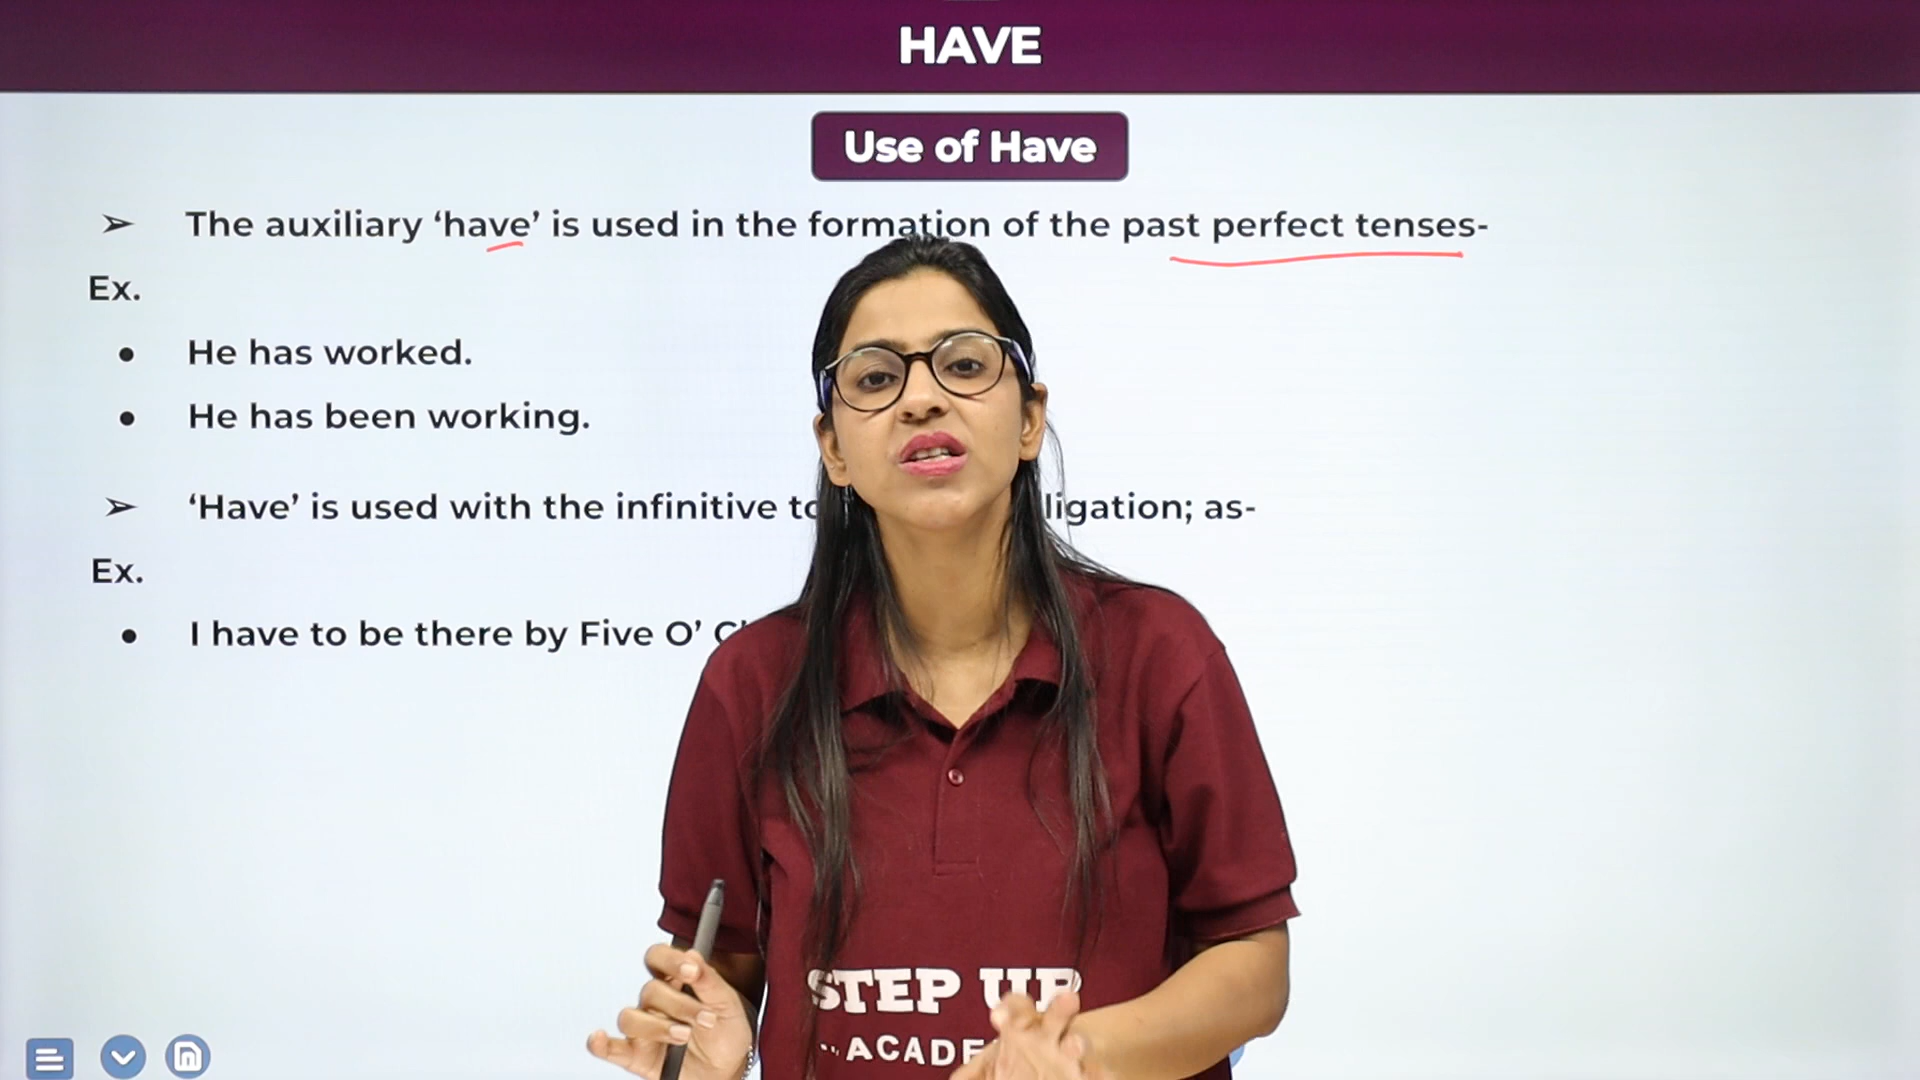 HAVE
Use of Have
➢ The auxiliary ‘have’ is used in the formation of the past perfect tenses-
Ex.
• He has worked.
• He has been working.
➢ ‘Have’ is used with the infinitive ligation; as-
Ex.
• I have to be there by Five O’
STEP UP